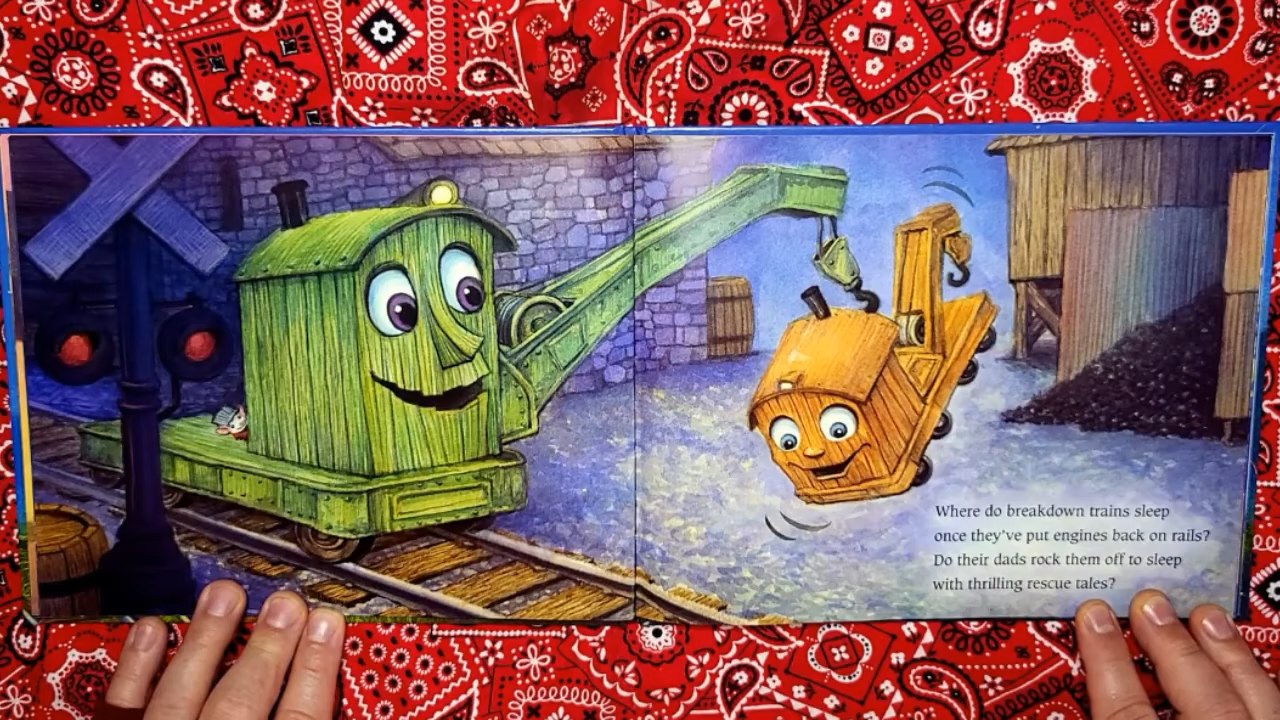 Where do breakdown trains sleep
once they've put engines back on rails?
Do their dads rock them off to sleep
with thrilling rescue tales?